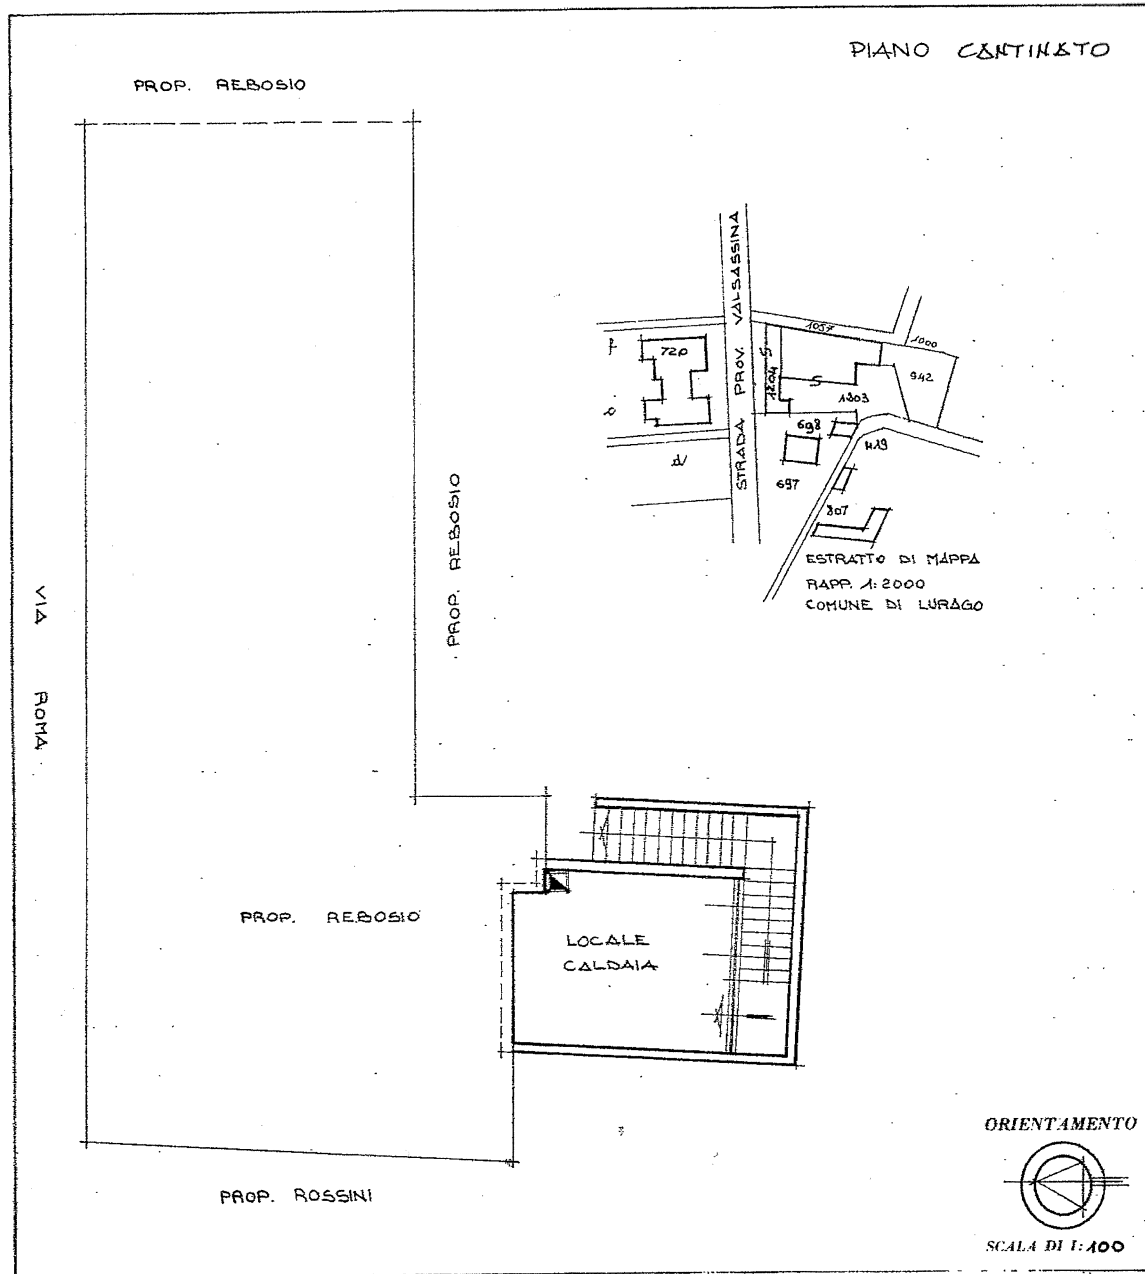 PIANO CANTINATO
PROP. REBOSIO
STRADA PROV. VALSASSINA
1057
1000
720
942
1204
1303
698
419
697
807
ESTRATTO DI MAPPA
RAPP. 1:2000
COMUNE DI LURAGO
PROP. REBOSIO
VIA ROMA
PROP. REBOSIO
LOCALE
CALDAIA
PROP. ROSSINI
ORIENTAMENTO
SCALA DI 1:100